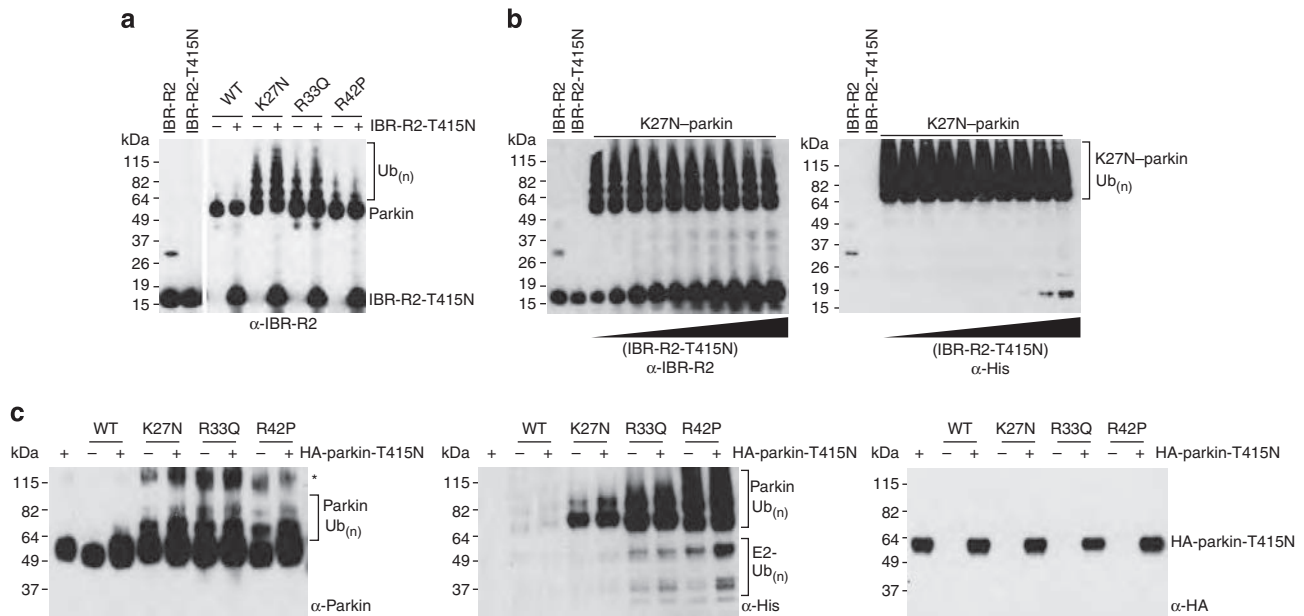 a
IBR-R2
IBR-R2-T415N
WT
K27N
R33Q
R42P
– + – + – + – + IBR-R2-T415N
kDa
115
82
64
49
37
26
19
15
Ub(n)
Parkin
IBR-R2-T415N
α-IBR-R2
b
IBR-R2
IBR-R2-T415N
K27N–parkin
kDa
115
82
64
49
37
26
19
15
(IBR-R2-T415N)
α-IBR-R2
IBR-R2
IBR-R2-T415N
K27N–parkin
kDa
115
82
64
49
37
26
19
15
K27N–parkin
Ub(n)
(IBR-R2-T415N)
α-His
c
WT K27N R33Q R42P
kDa + – + – + – + – + HA-parkin-T415N
115
82
64
49
37
*
Parkin
Ub(n)
α-Parkin
WT K27N R33Q R42P
kDa + – + – + – + – + HA-parkin-T415N
115
82
64
49
37
Parkin
Ub(n)
E2-
Ub(n)
α-His
WT K27N R33Q R42P
kDa + – + – + – + – + HA-parkin-T415N
115
82
64
49
37
HA-parkin-T415N
α-HA